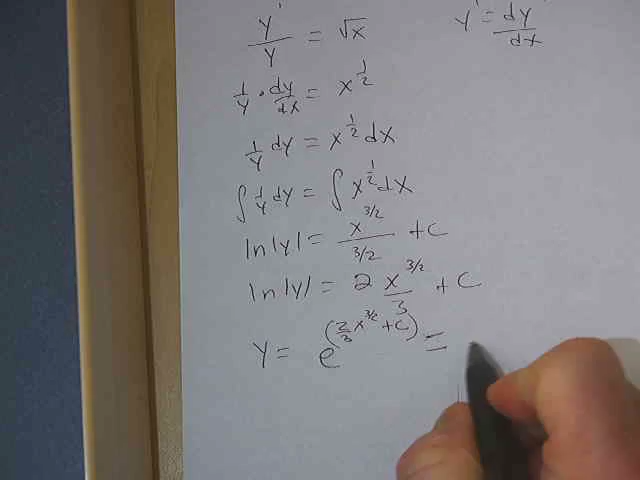 y'/y = √x y' = dy/dx
1/y · dy/dx = x^1/2
1/y dy = x^1/2 dx
∫ 1/y dy = ∫ x^1/2 dx
ln|y| = x^3/2 / 3/2 + C
ln|y| = 2 x^3/2 / 3 + C
y = e^(2/3 x^3/2 + C) =